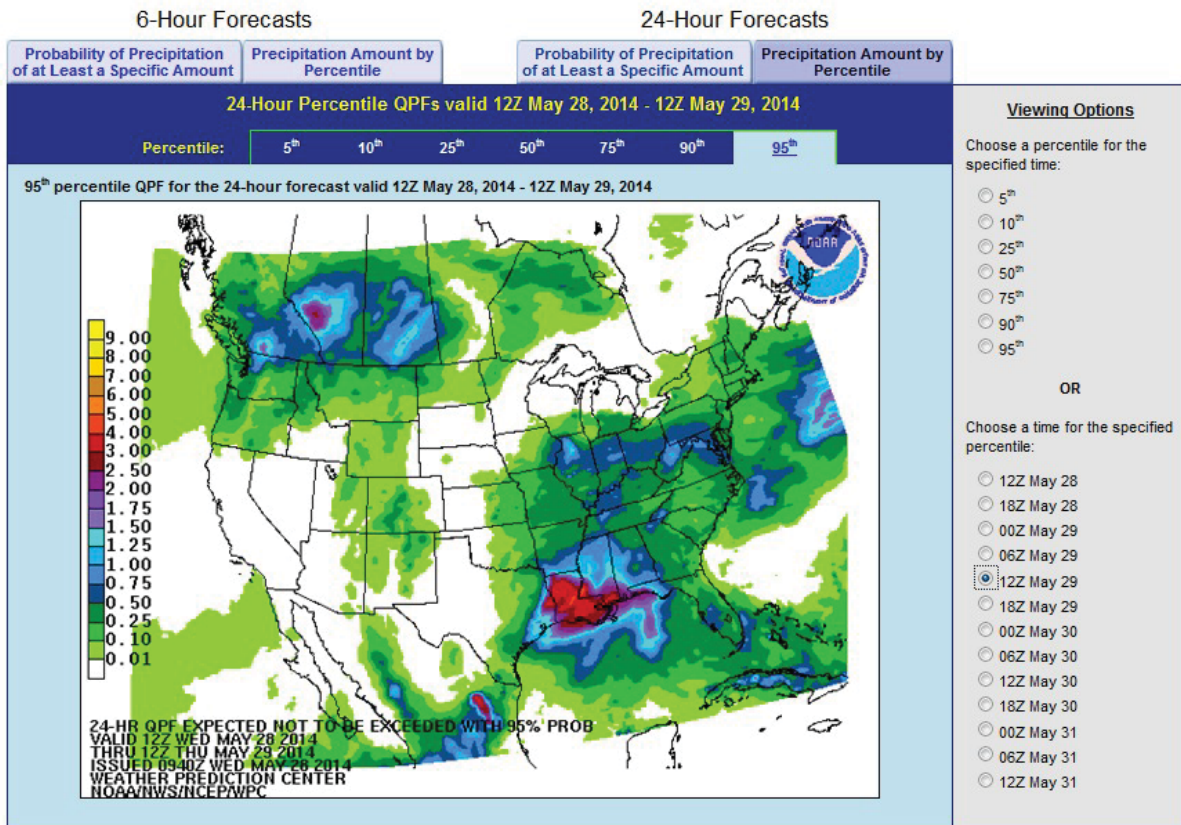 6-Hour Forecasts
24-Hour Forecasts
Probability of Precipitation
of at Least a Specific Amount
Precipitation Amount by
Percentile
Probability of Precipitation
of at Least a Specific Amount
Precipitation Amount by
Percentile
24-Hour Percentile QPFs valid 12Z May 28, 2014 - 12Z May 29, 2014
Percentile: 5th 10th 25th 50th 75th 90th 95th
95th percentile QPF for the 24-hour forecast valid 12Z May 28, 2014 - 12Z May 29, 2014
NOAA
9.00
8.00
7.00
6.00
5.00
4.00
3.00
2.50
2.00
1.75
1.50
1.25
1.00
0.75
0.50
0.25
0.10
0.01
24-HR QPF EXPECTED NOT TO BE EXCEEDED WITH 95% PROB
VALID 12Z WED MAY 28 2014
THRU 12Z THU MAY 29 2014
ISSUED 0940Z WED MAY 28 2014
WEATHER PREDICTION CENTER
NOAA/NWS/NCEP/WPC
Viewing Options
Choose a percentile for the
specified time:
5th
10th
25th
50th
75th
90th
95th
OR
Choose a time for the specified
percentile:
12Z May 28
18Z May 28
00Z May 29
06Z May 29
12Z May 29
18Z May 29
00Z May 30
06Z May 30
12Z May 30
18Z May 30
00Z May 31
06Z May 31
12Z May 31